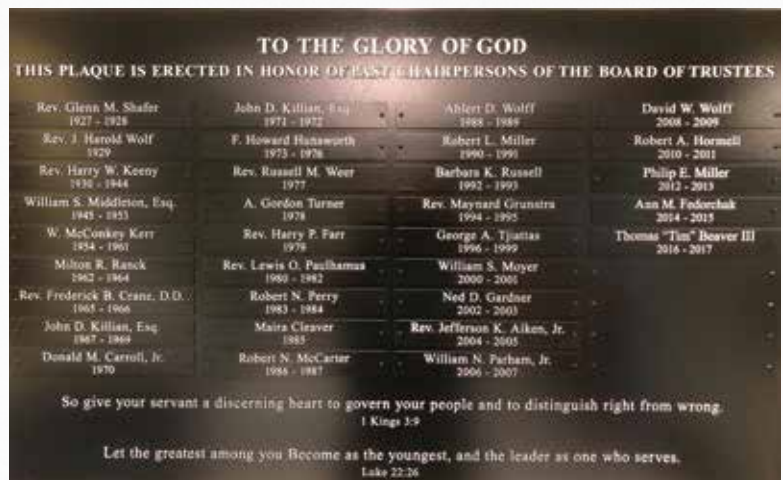 TO THE GLORY OF GOD
THIS PLAQUE IS ERECTED IN HONOR OF PAST CHAIRPERSONS OF THE BOARD OF TRUSTEES
Rev. Glenn M. Shafer
1927 - 1928
Rev. J. Harold Wolf
1929
Rev. Harry W. Keeny
1930 - 1944
William S. Middleton, Esq.
1945 - 1953
W. McConkey Kerr
1954 - 1961
Milton R. Ranck
1962 - 1964
Rev. Frederick B. Crane, D.D.
1965 - 1966
John D. Killian, Esq.
1967 - 1969
Donald M. Carroll, Jr.
1970
John D. Killian, Esq.
1971 - 1972
F. Howard
1973 - 1976
Rev. Russell M. Weer
1977
A. Gordon Turner
1978
Rev. Harry P. Farr
1979
Rev. Lewis O. Paulhamus
1980 - 1982
Robert N. Perry
1983 - 1984
Maira Cleaver
1985
Robert N. McCarter
1986 - 1987
Ahlert D. Wolff
1988 - 1989
Robert L. Miller
1990 - 1991
Barbara K. Russell
1992 - 1993
Rev. Maynard Grunstra
1994 - 1995
George A. Tjiattas
1996 - 1999
William S. Moyer
2000 - 2001
Ned D. Gardner
2002 - 2003
Rev. Jefferson K. Aiken, Jr.
2004 - 2005
William N. Parham, Jr.
2006 - 2007
David W. Wolff
2008 - 2009
Robert A. Hormell
2010 - 2011
Philip E. Miller
2012 - 2013
Ann M. Fedorchak
2014 - 2015
Thomas "Tim" Beaver III
2016 - 2017
So give your servant a discerning heart to govern your people and to distinguish right from wrong.
1 Kings 3:9
Let the greatest among you Become as the youngest, and the leader as one who serves.
Luke 22:26